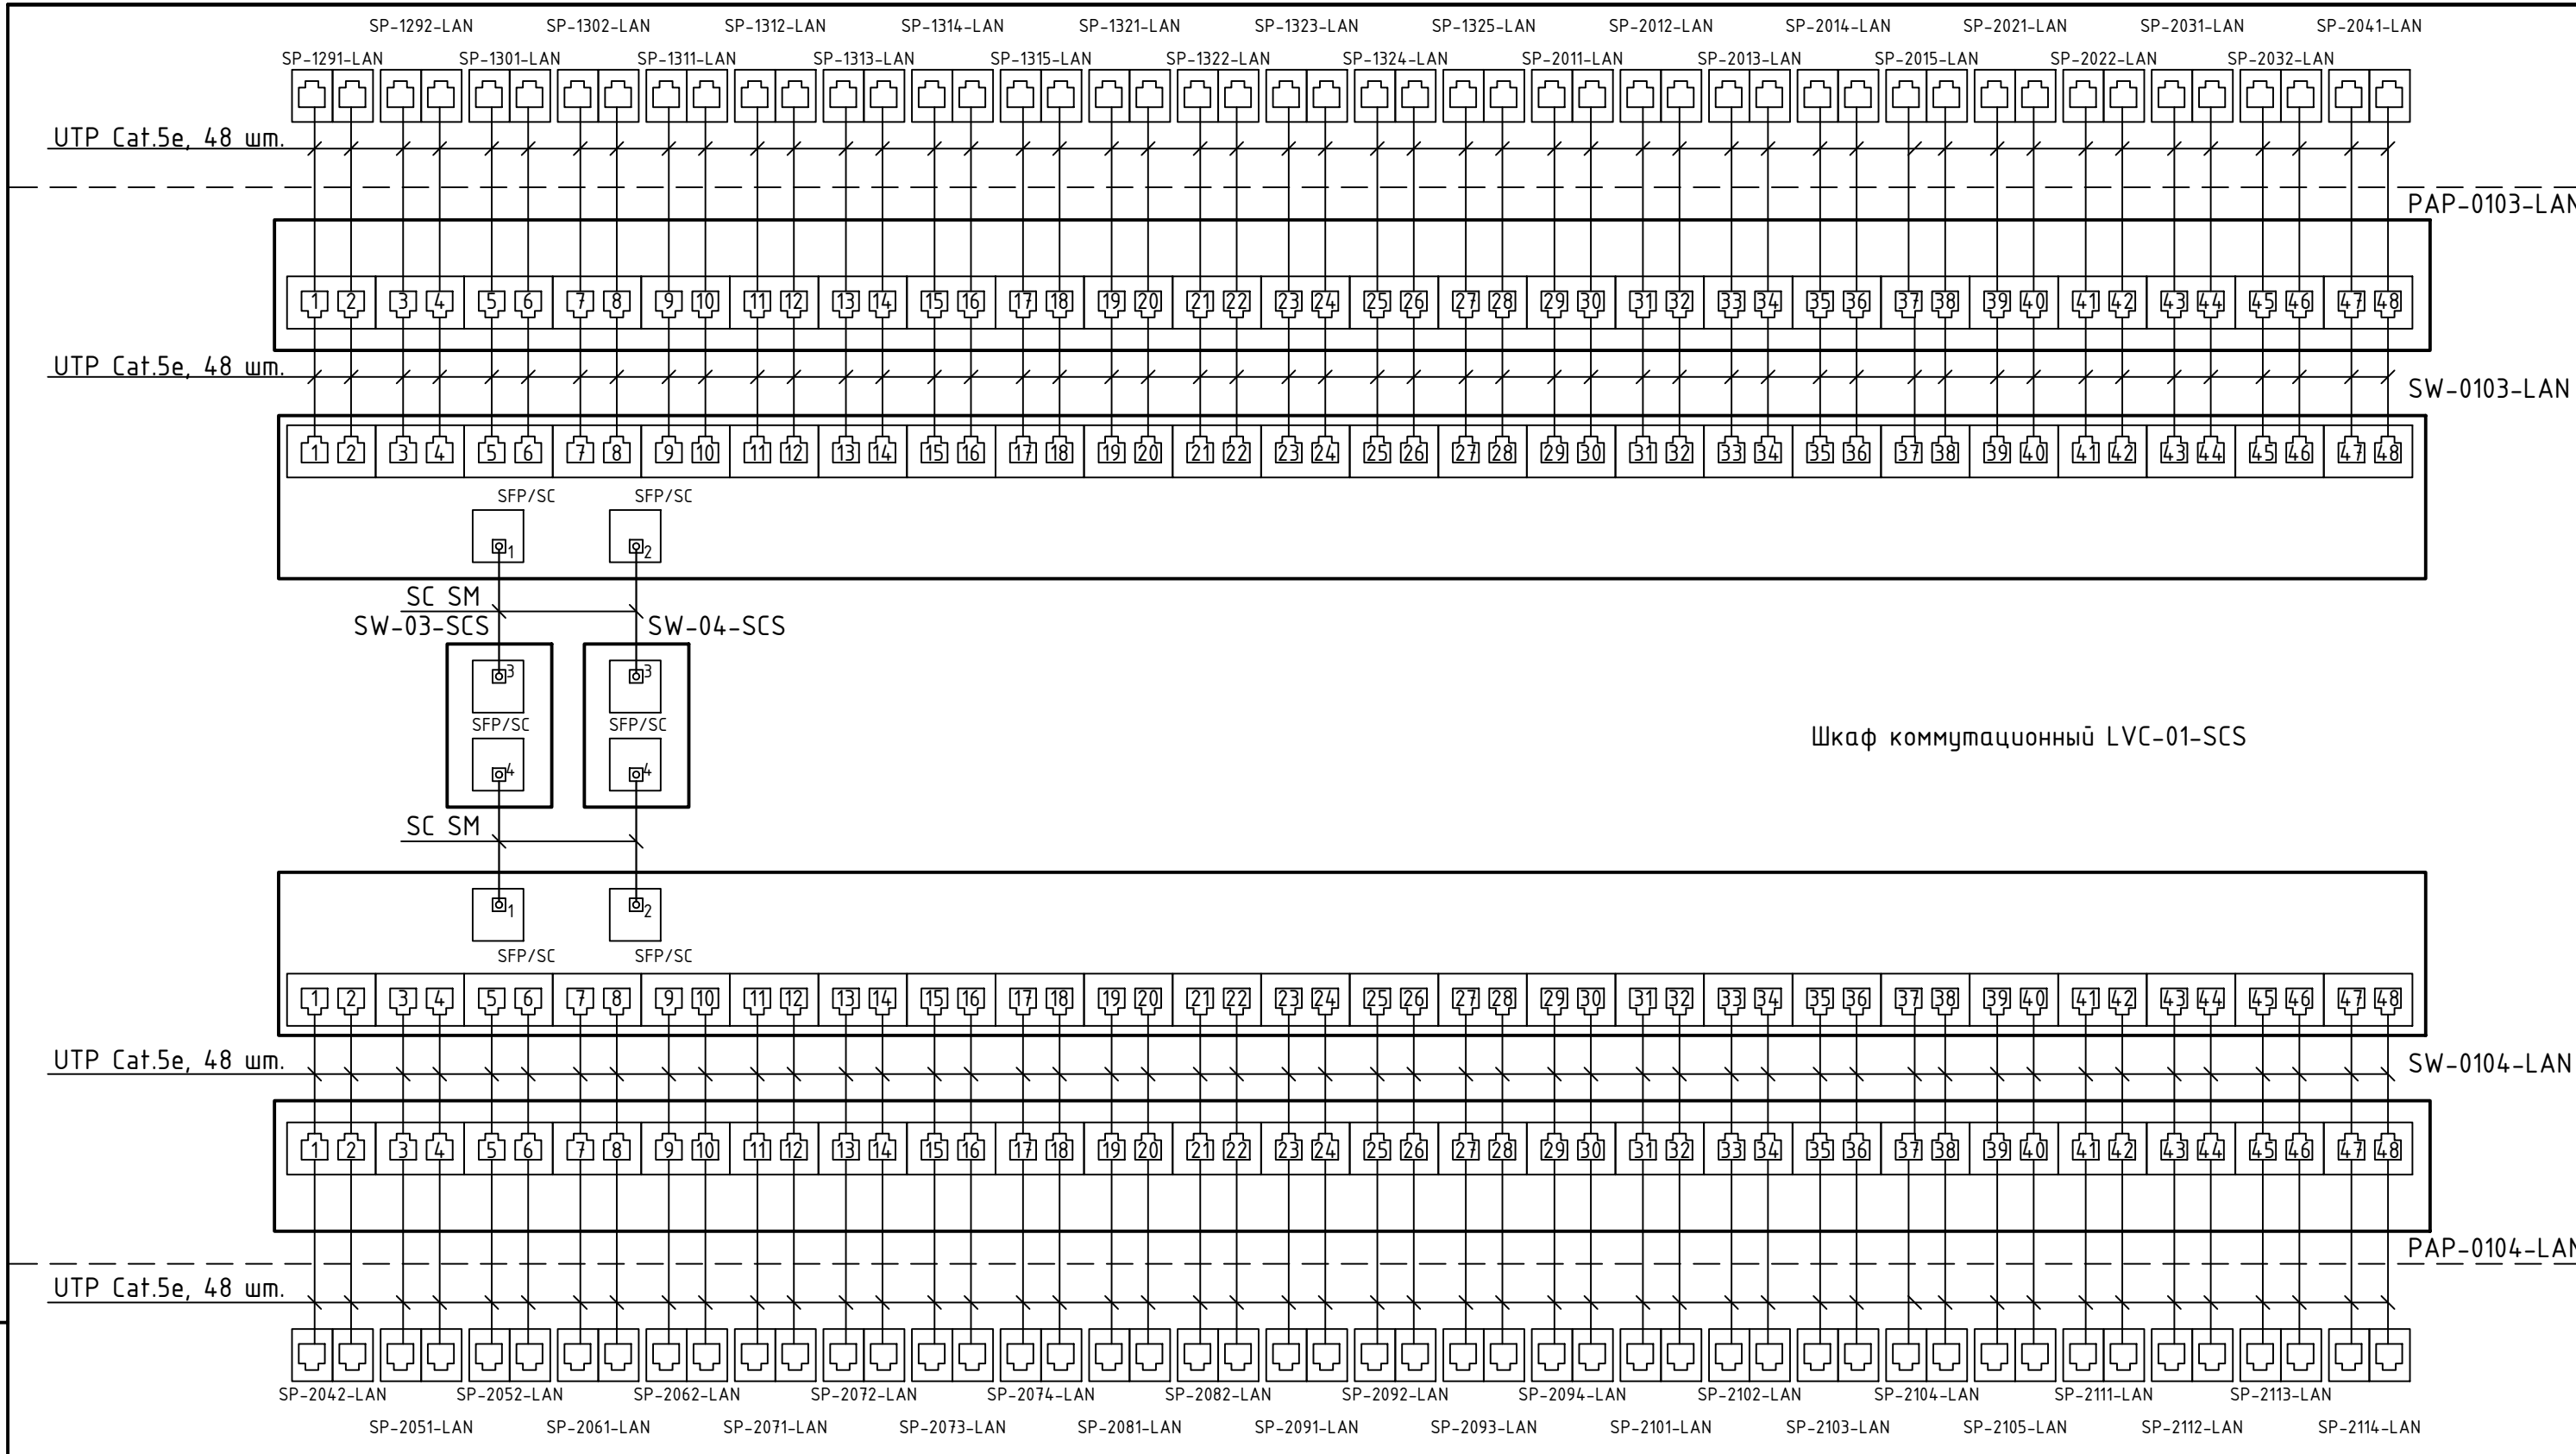 SP-1292-LAN SP-1302-LAN SP-1312-LAN SP-1314-LAN SP-1321-LAN SP-1323-LAN SP-1325-LAN SP-2012-LAN SP-2014-LAN SP-2021-LAN SP-2031-LAN SP-2041-LAN
SP-1291-LAN SP-1301-LAN SP-1311-LAN SP-1313-LAN SP-1315-LAN SP-1322-LAN SP-1324-LAN SP-2011-LAN SP-2013-LAN SP-2015-LAN SP-2022-LAN SP-2032-LAN
UTP Cat.5e, 48 шт.
PAP-0103-LAN
1 2 3 4 5 6 7 8 9 10 11 12 13 14 15 16 17 18 19 20 21 22 23 24 25 26 27 28 29 30 31 32 33 34 35 36 37 38 39 40 41 42 43 44 45 46 47 48
UTP Cat.5e, 48 шт.
SW-0103-LAN
1 2 3 4 5 6 7 8 9 10 11 12 13 14 15 16 17 18 19 20 21 22 23 24 25 26 27 28 29 30 31 32 33 34 35 36 37 38 39 40 41 42 43 44 45 46 47 48
SFP/SC SFP/SC
1 2
SC SM
SW-03-SCS SW-04-SCS
3 3
SFP/SC SFP/SC
Шкаф коммутационный LVC-01-SCS
4 4
SC SM
1 2
SFP/SC SFP/SC
1 2 3 4 5 6 7 8 9 10 11 12 13 14 15 16 17 18 19 20 21 22 23 24 25 26 27 28 29 30 31 32 33 34 35 36 37 38 39 40 41 42 43 44 45 46 47 48
UTP Cat.5e, 48 шт.
SW-0104-LAN
1 2 3 4 5 6 7 8 9 10 11 12 13 14 15 16 17 18 19 20 21 22 23 24 25 26 27 28 29 30 31 32 33 34 35 36 37 38 39 40 41 42 43 44 45 46 47 48
PAP-0104-LAN
UTP Cat.5e, 48 шт.
SP-2042-LAN SP-2052-LAN SP-2062-LAN SP-2072-LAN SP-2074-LAN SP-2082-LAN SP-2092-LAN SP-2094-LAN SP-2102-LAN SP-2104-LAN SP-2111-LAN SP-2113-LAN
SP-2051-LAN SP-2061-LAN SP-2071-LAN SP-2073-LAN SP-2081-LAN SP-2091-LAN SP-2093-LAN SP-2101-LAN SP-2103-LAN SP-2105-LAN SP-2112-LAN SP-2114-LAN